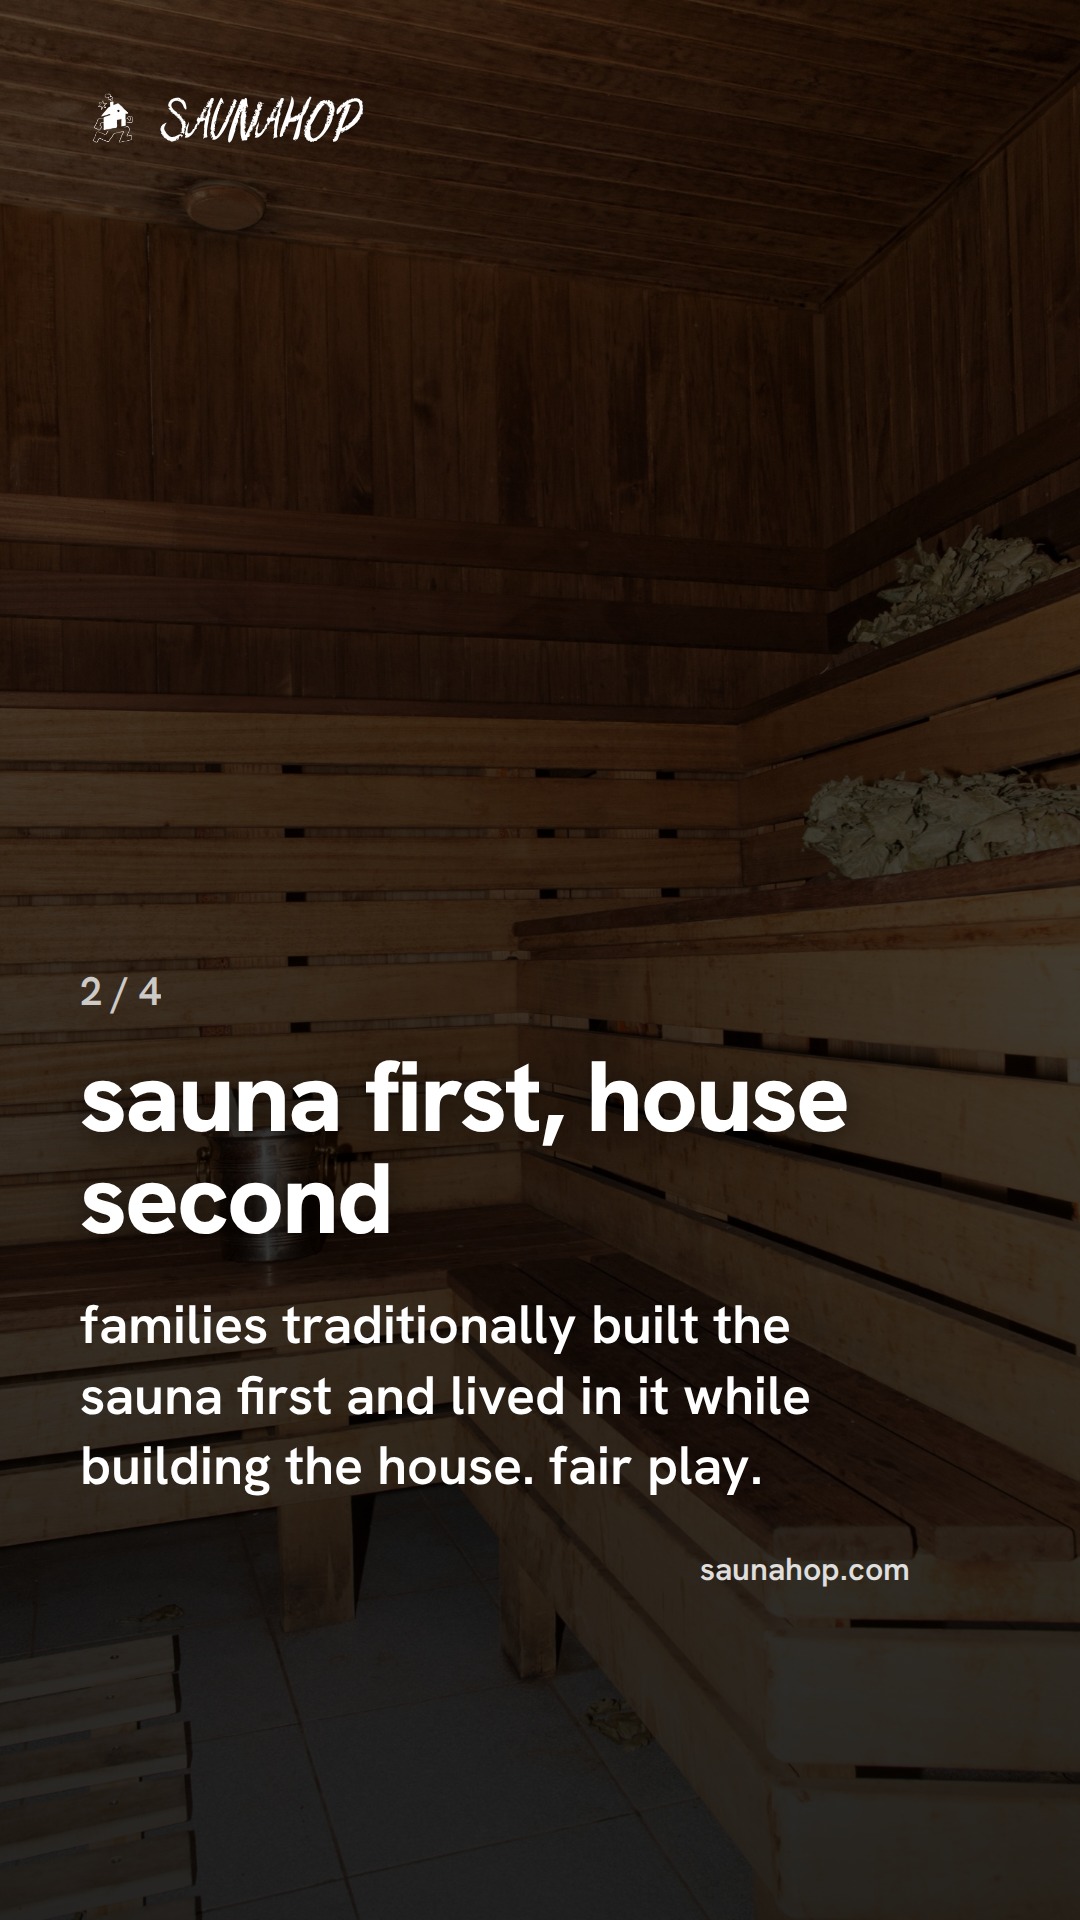 SAUNAHOP
2 / 4
sauna first, house
second
families traditionally built the
sauna first and lived in it while
building the house. fair play.
saunahop.com